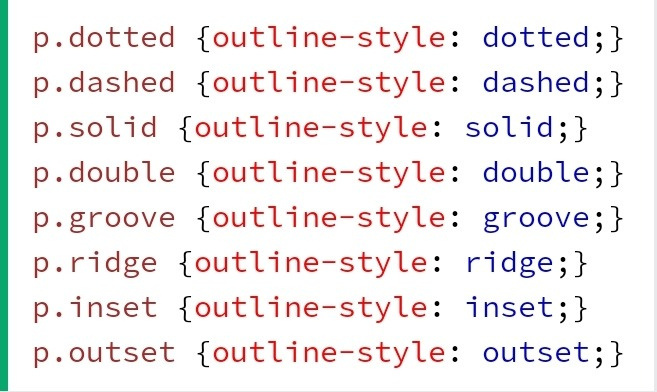 p.dotted {outline-style: dotted;}
p.dashed {outline-style: dashed;}
p.solid {outline-style: solid;}
p.double {outline-style: double;}
p.groove {outline-style: groove;}
p.ridge {outline-style: ridge;}
p.inset {outline-style: inset;}
p.outset {outline-style: outset;}